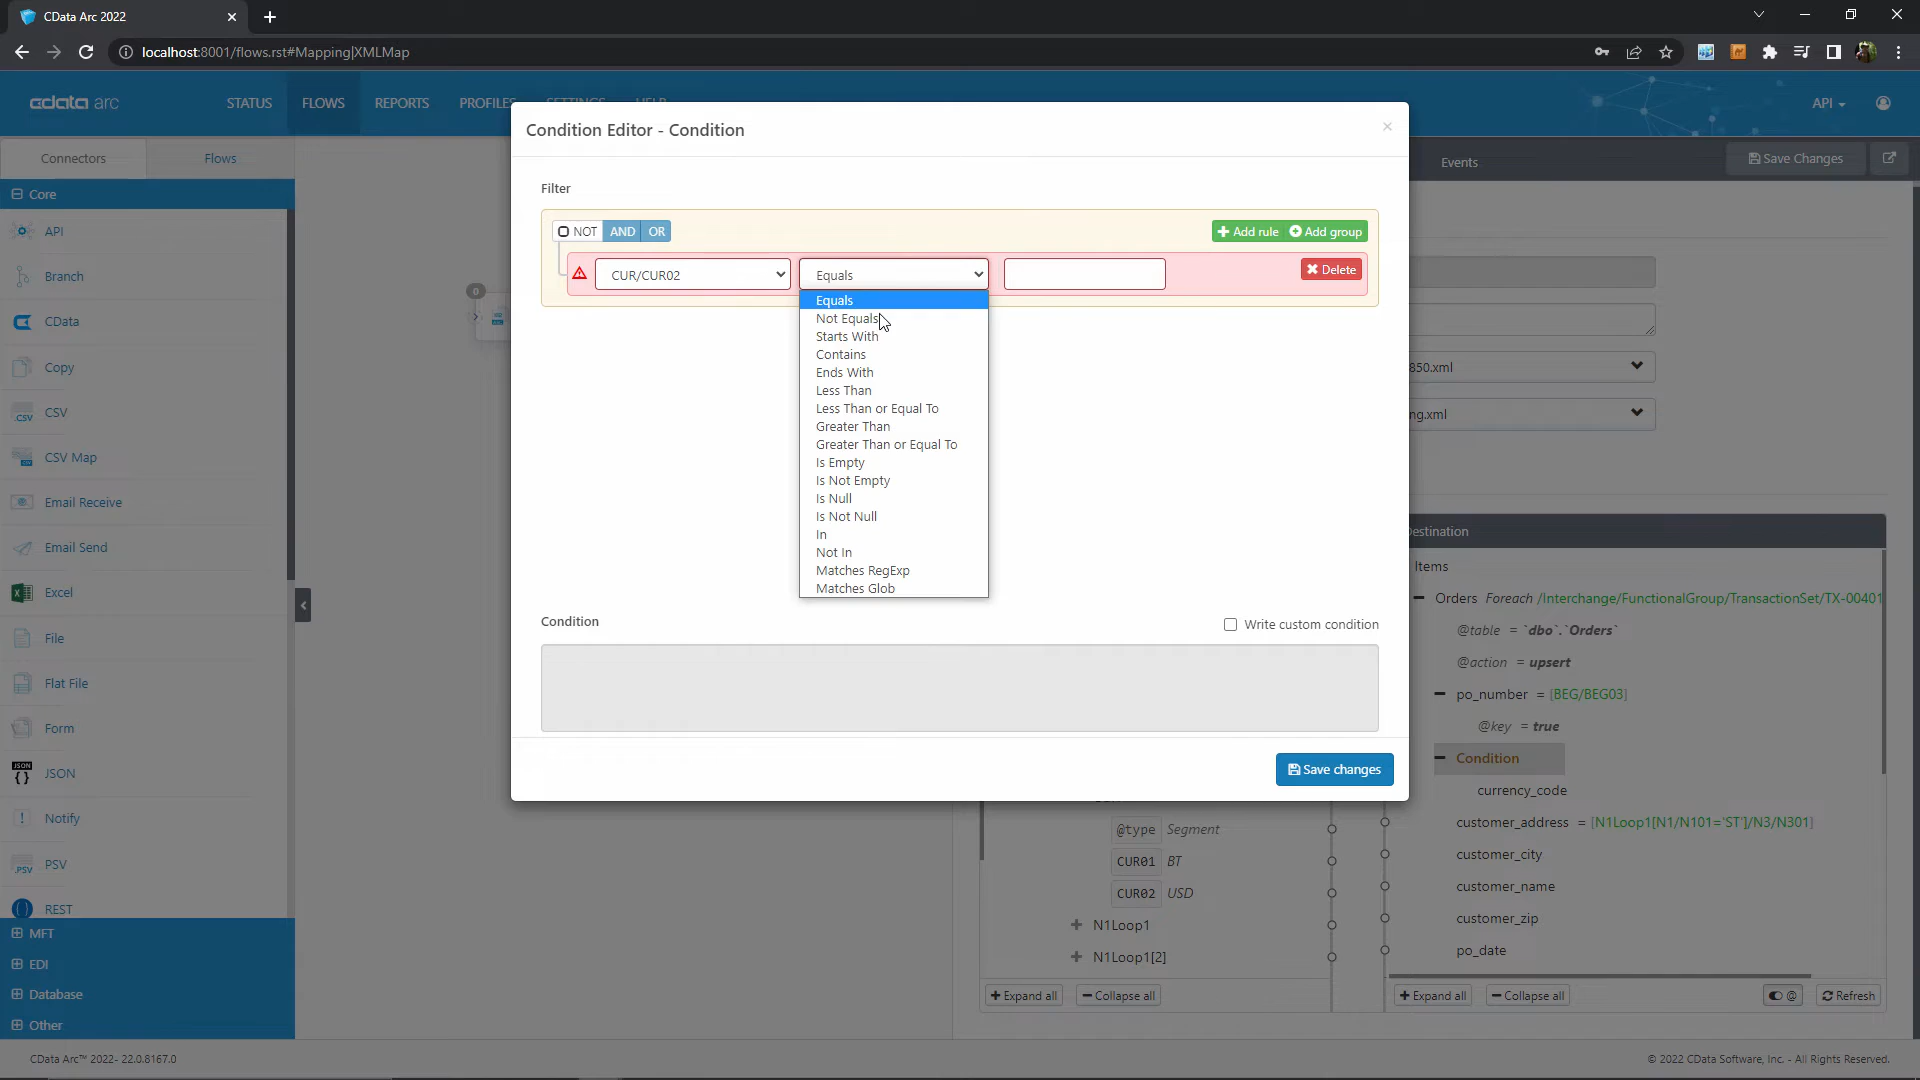 CData Arc 2022
localhost:8001/flows.rst#Mapping|XMLMap
cdata arc
STATUS
FLOWS
REPORTS
PROFILES
SETTINGS
HELP
API
Connectors
Flows
Core
API
Branch
CData
Copy
CSV
CSV Map
Email Receive
Email Send
Excel
File
Flat File
Form
JSON
Notify
PSV
REST
MFT
EDI
Database
Other
0
Condition Editor - Condition
Filter
NOT AND OR
Add rule Add group
CUR/CUR02
Equals
Delete
Equals
Not Equals
Starts With
Contains
Ends With
Less Than
Less Than or Equal To
Greater Than
Greater Than or Equal To
Is Empty
Is Not Empty
Is Null
Is Not Null
In
Not In
Matches RegExp
Matches Glob
Condition
Write custom condition
Save changes
Events
Save Changes
850.xml
ng.xml
@type Segment
CUR01 BT
CUR02 USD
N1Loop1
N1Loop1[2]
Expand all Collapse all
Destination
Items
Orders Foreach /Interchange/FunctionalGroup/TransactionSet/TX-00401
@table = `dbo`.`Orders`
@action = upsert
po_number = [BEG/BEG03]
@key = true
Condition
currency_code
customer_address = [N1Loop1[N1/N101='ST']/N3/N301]
customer_city
customer_name
customer_zip
po_date
Expand all Collapse all @ Refresh
CData Arc™ 2022- 22.0.8167.0
© 2022 CData Software, Inc. - All Rights Reserved.